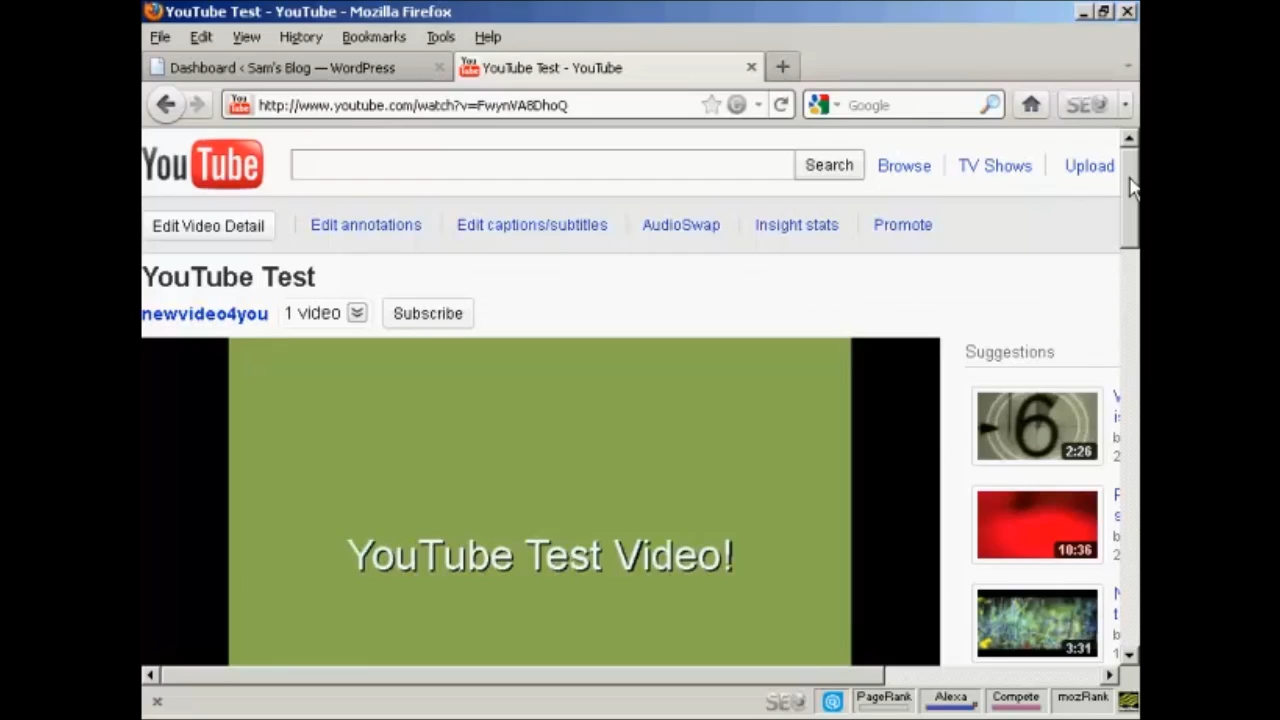 YouTube Test - YouTube - Mozilla Firefox
File Edit View History Bookmarks Tools Help
Dashboard ‹ Sam's Blog — WordPress
YouTube Test - YouTube
http://www.youtube.com/watch?v=FwynVA8DhoQ
Google
SEO
YouTube
Search
Browse
TV Shows
Upload
Edit Video Detail
Edit annotations
Edit captions/subtitles
AudioSwap
Insight stats
Promote
YouTube Test
newvideo4you
1 video
Subscribe
YouTube Test Video!
Suggestions
6
2:26
10:36
3:31
SEO
PageRank
Alexa
Compete
mozRank